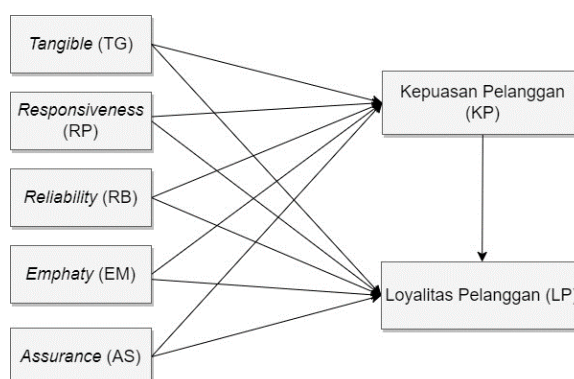 Tangible (TG)
Responsiveness
(RP)
Reliability (RB)
Emphaty (EM)
Assurance (AS)
Kepuasan Pelanggan
(KP)
Loyalitas Pelanggan (LP)